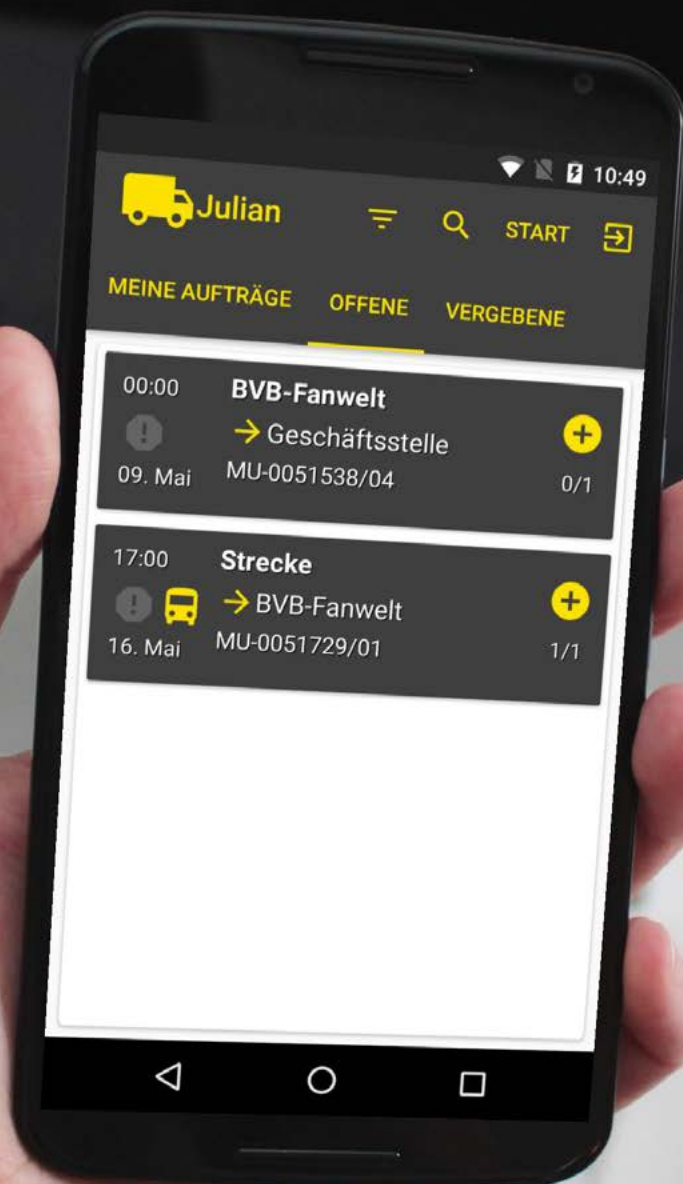 10:49
Julian
START
MEINE AUFTRÄGE OFFENE VERGEBENE
00:00 BVB-Fanwelt
Geschäftsstelle
09. Mai MU-0051538/04 0/1
17:00 Strecke
BVB-Fanwelt
16. Mai MU-0051729/01 1/1